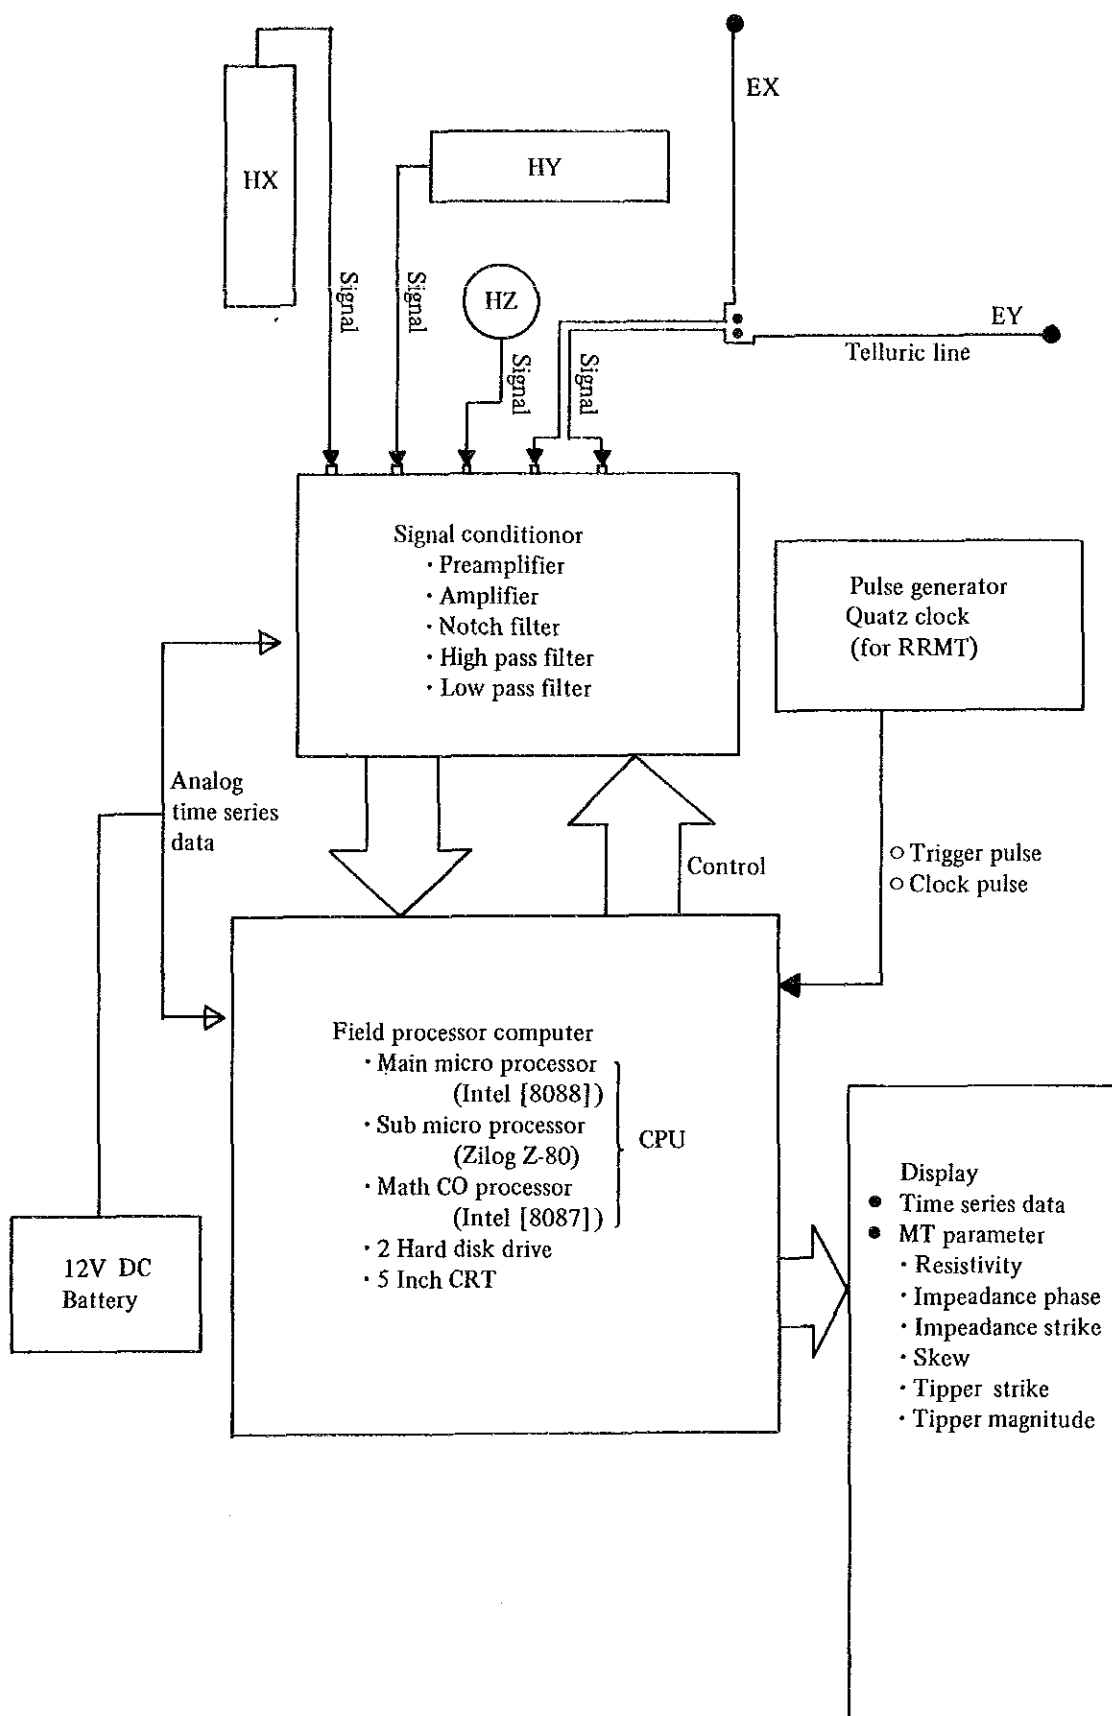 EX
HX
HY
Signal
Signal
HZ
EY
Telluric line
Signal
Signal
Signal conditionor
· Preamplifier
· Amplifier
· Notch filter
· High pass filter
· Low pass filter
Pulse generator
Quatz clock
(for RRMT)
Analog
time series
data
Control
○ Trigger pulse
○ Clock pulse
Field processor computer
· Main micro processor
(Intel [8088])
· Sub micro processor
(Zilog Z-80)
· Math CO processor
(Intel [8087])
CPU
· 2 Hard disk drive
· 5 Inch CRT
12V DC
Battery
Display
● Time series data
● MT parameter
· Resistivity
· Impeadance phase
· Impeadance strike
· Skew
· Tipper strike
· Tipper magnitude